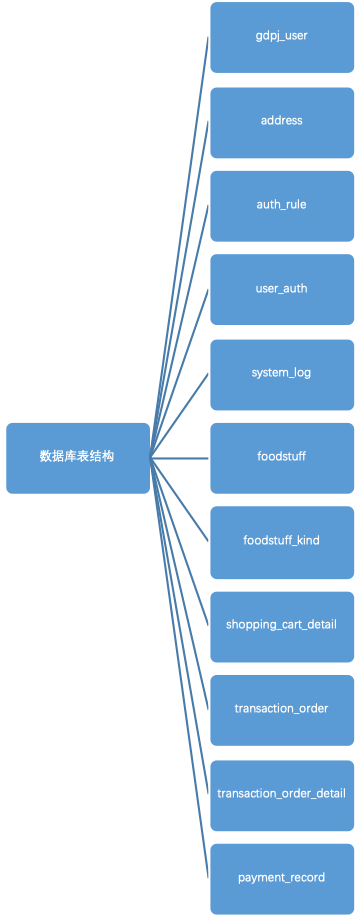 gdpj_user
address
auth_rule
user_auth
system_log
数据库表结构
foodstuff
foodstuff_kind
shopping_cart_detail
transaction_order
transaction_order_detail
payment_record